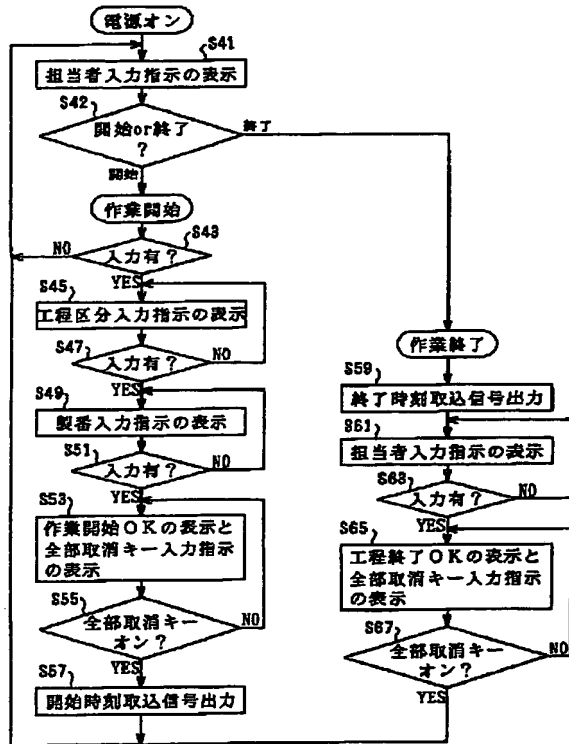 電源オン
S41
担当者入力指示の表示
S42
開始or終了
?
終了
開始
作業開始
S43
入力有?
NO
YES
S45
工程区分入力指示の表示
S47
入力有?
NO
YES
S49
製番入力指示の表示
S51
入力有?
NO
YES
S53
作業開始OKの表示と
全部取消キー入力指示
の表示
S55
全部取消キー
オン?
NO
YES
S57
開始時刻取込信号出力
作業終了
S59
終了時刻取込信号出力
S61
担当者入力指示の表示
S63
入力有?
NO
YES
S65
工程終了OKの表示と
全部取消キー入力指示
の表示
S67
全部取消キー
オン?
NO
YES